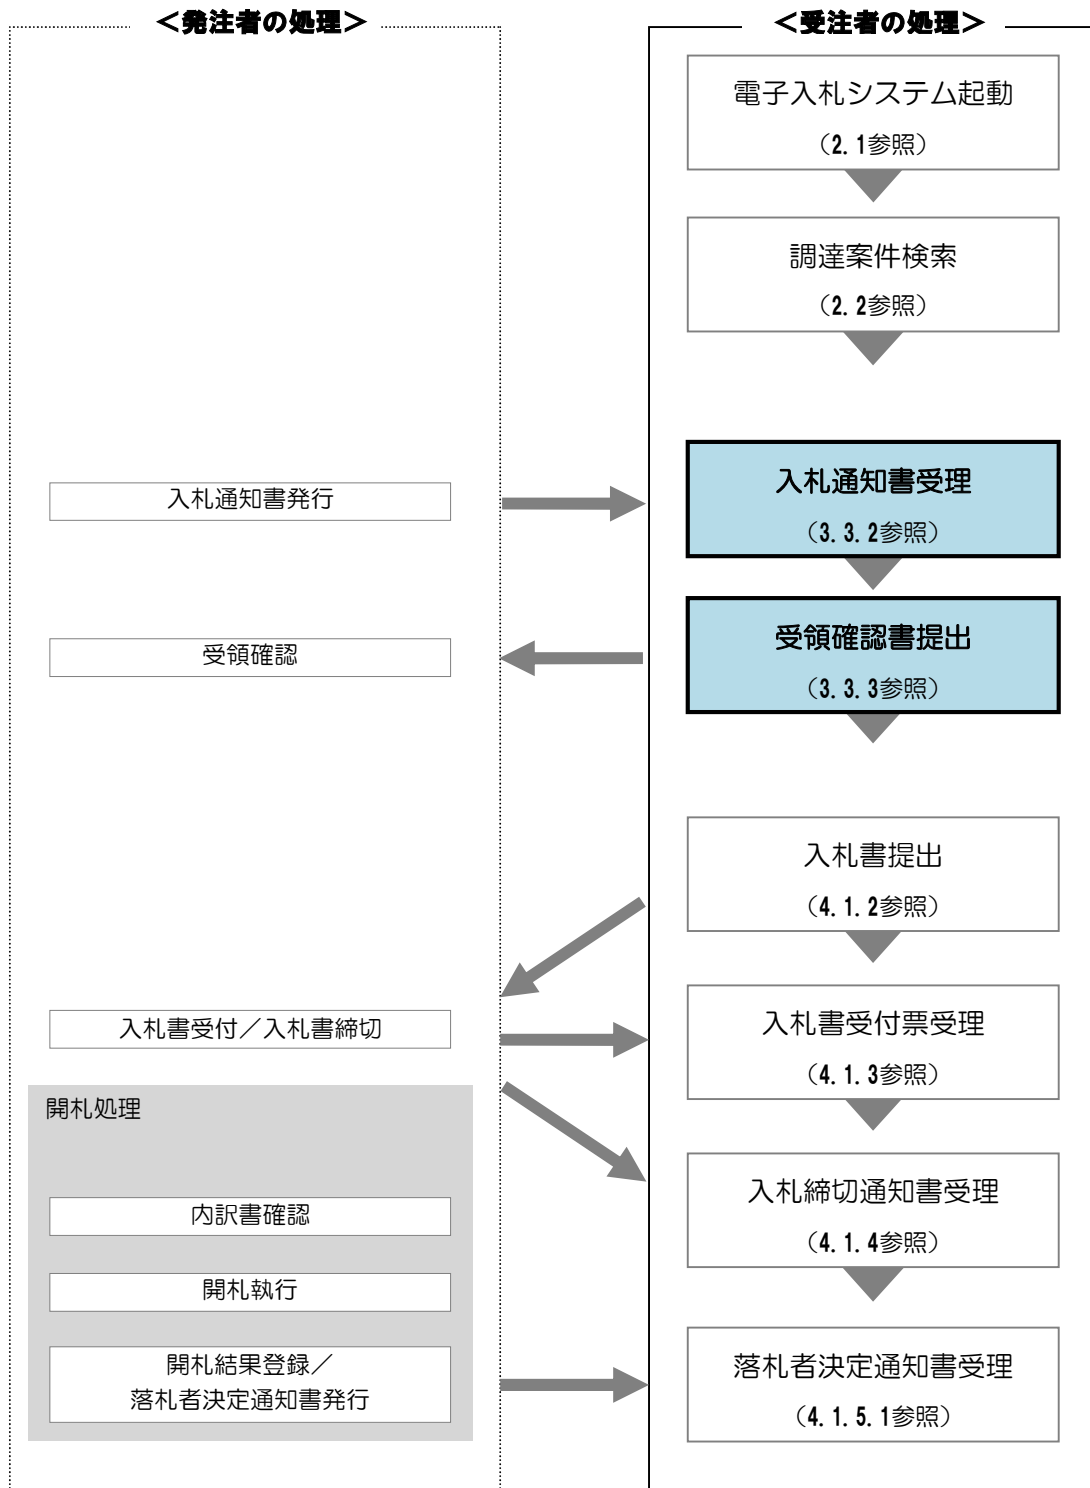 ＜発注者の処理＞
＜受注者の処理＞
電子入札システム起動
（2.1参照）
調達案件検索
（2.2参照）
入札通知書発行
入札通知書受理
（3.3.2参照）
受領確認
受領確認書提出
（3.3.3参照）
入札書提出
（4.1.2参照）
入札書受付／入札書締切
入札書受付票受理
（4.1.3参照）
開札処理
内訳書確認
入札締切通知書受理
（4.1.4参照）
開札執行
開札結果登録／
落札者決定通知書発行
落札者決定通知書受理
（4.1.5.1参照）